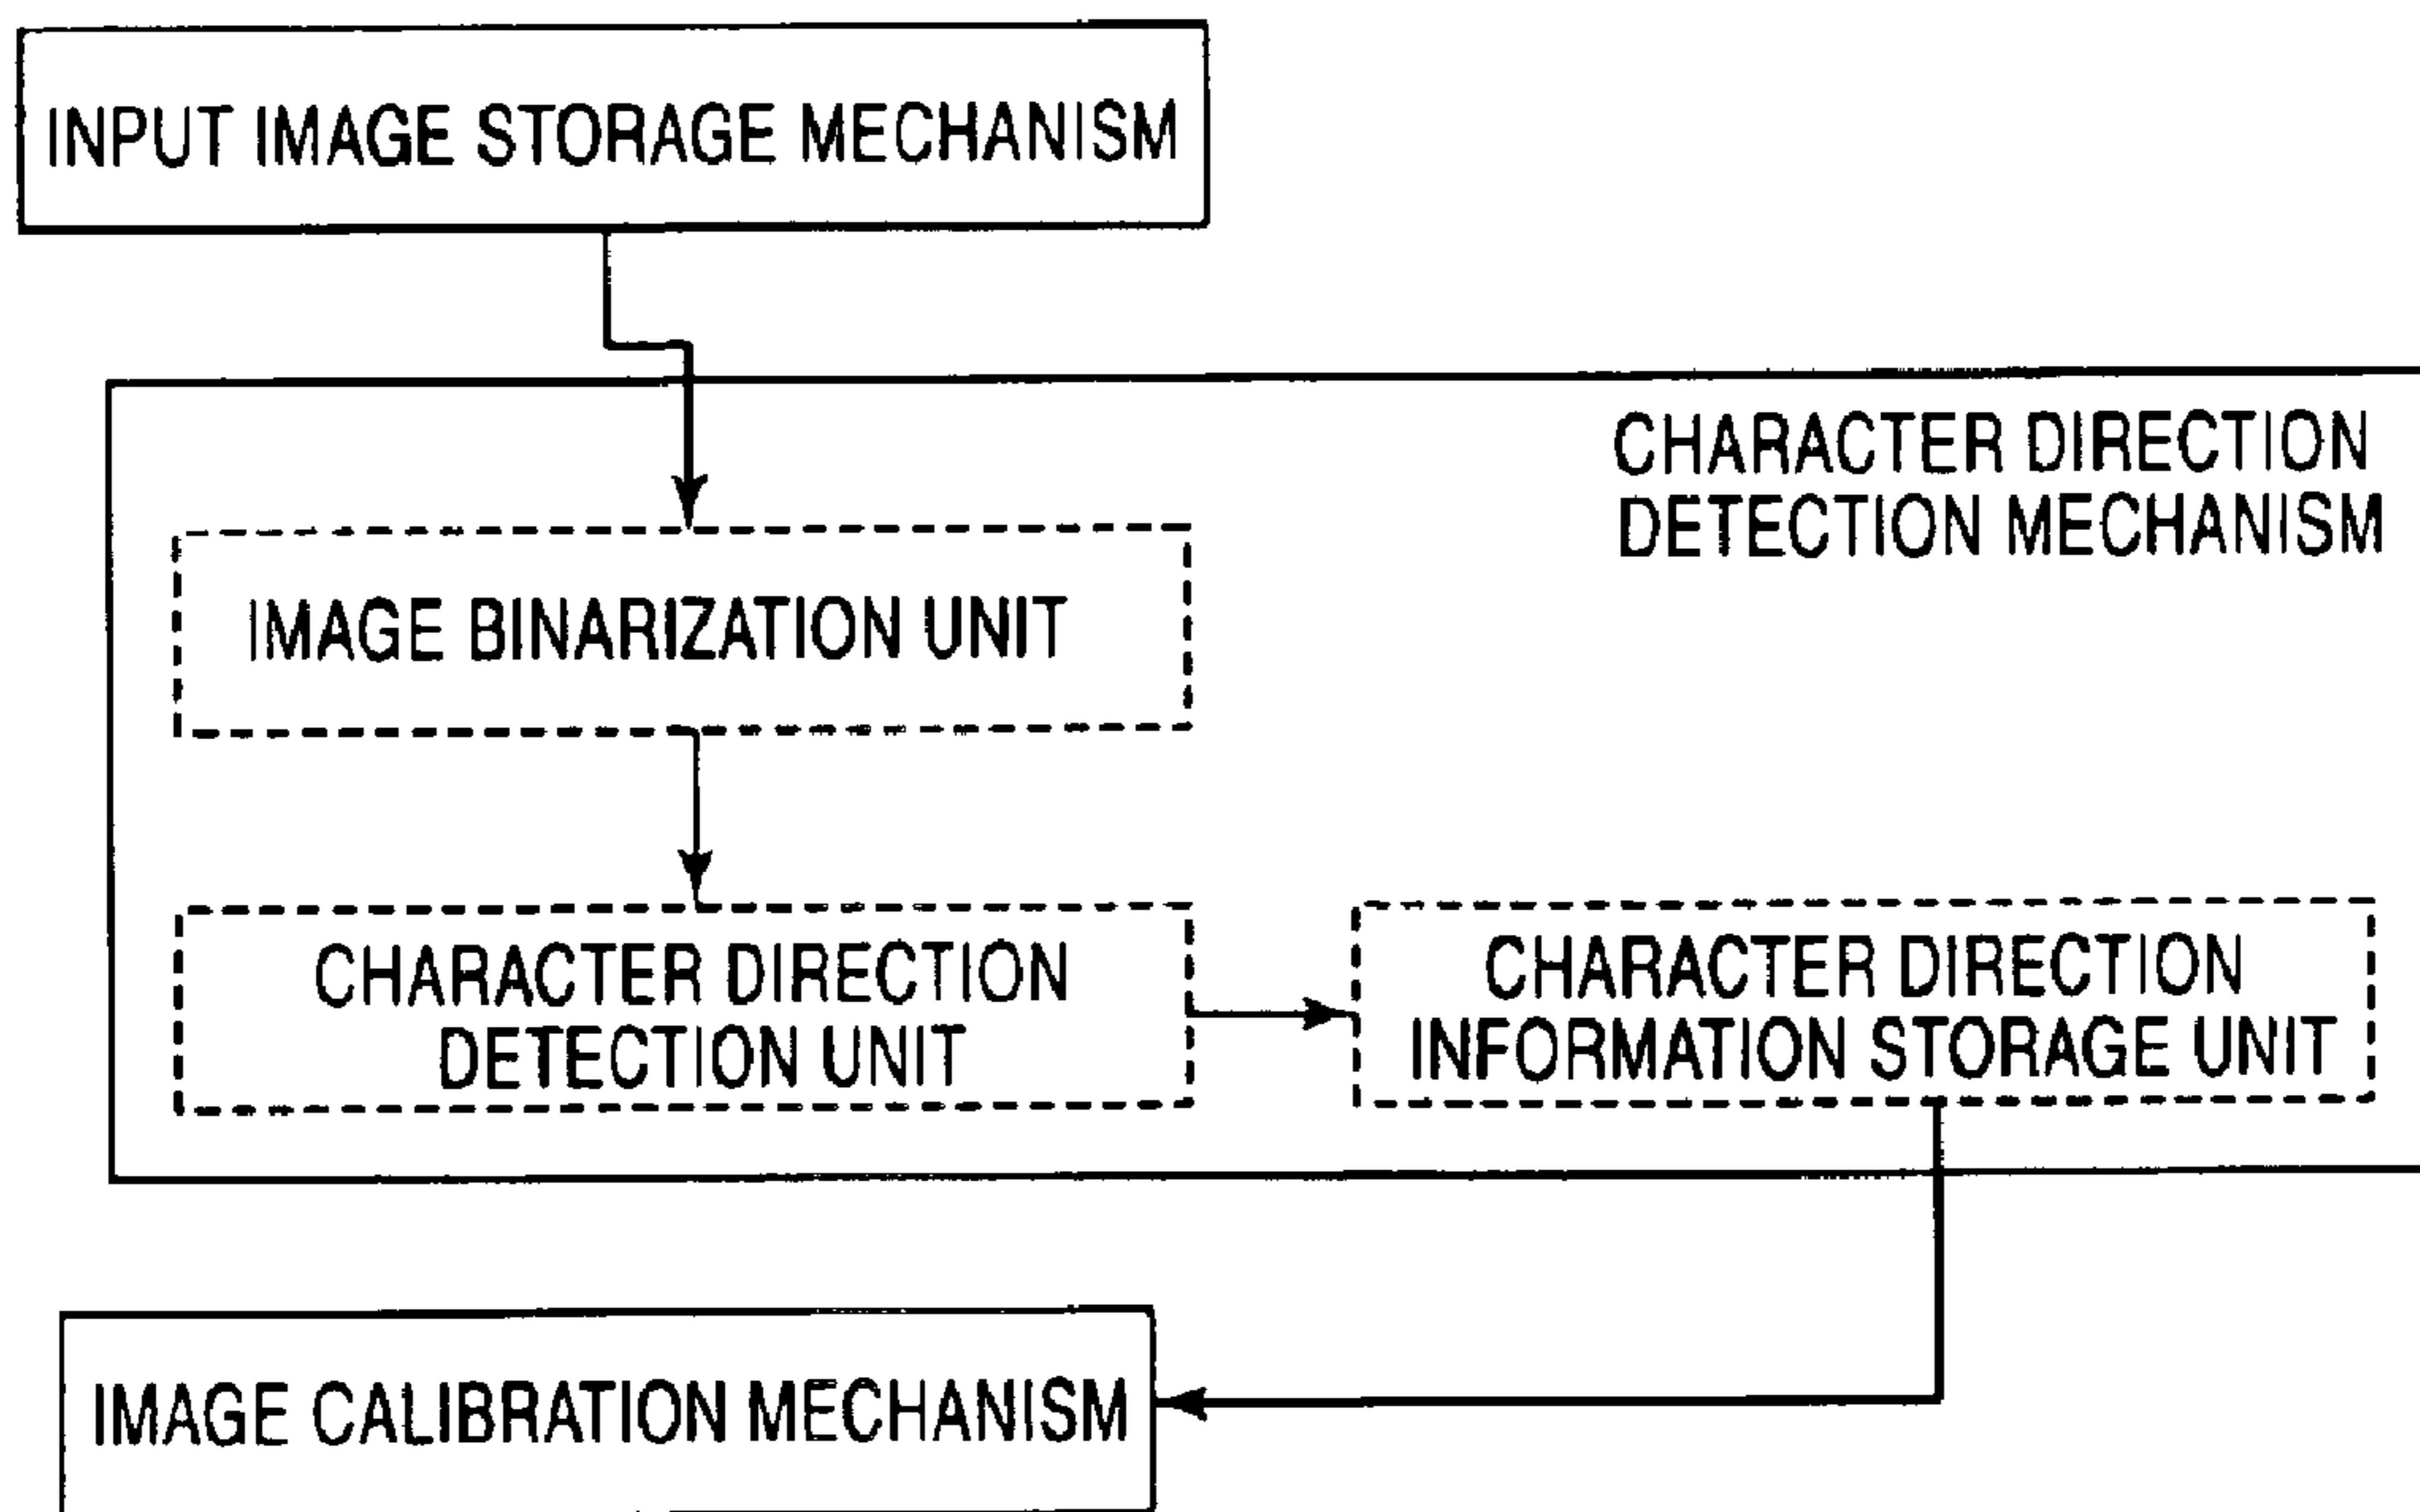 INPUT IMAGE STORAGE MECHANISM
CHARACTER DIRECTION
DETECTION MECHANISM
IMAGE BINARIZATION UNIT
CHARACTER DIRECTION
DETECTION UNIT
CHARACTER DIRECTION
INFORMATION STORAGE UNIT
IMAGE CALIBRATION MECHANISM